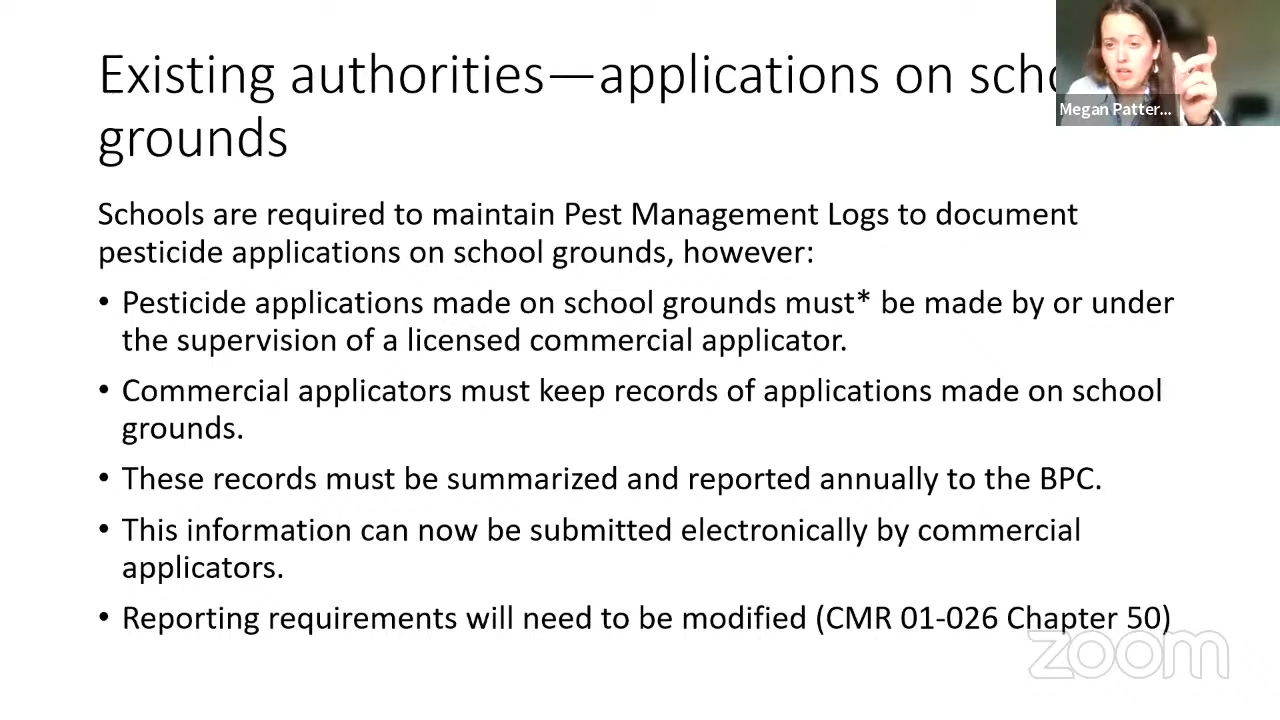 Existing authorities—applications on scho
grounds
Megan Patter...
Schools are required to maintain Pest Management Logs to document
pesticide applications on school grounds, however:
• Pesticide applications made on school grounds must* be made by or under
the supervision of a licensed commercial applicator.
• Commercial applicators must keep records of applications made on school
grounds.
• These records must be summarized and reported annually to the BPC.
• This information can now be submitted electronically by commercial
applicators.
• Reporting requirements will need to be modified (CMR 01-026 Chapter 50)
zoom